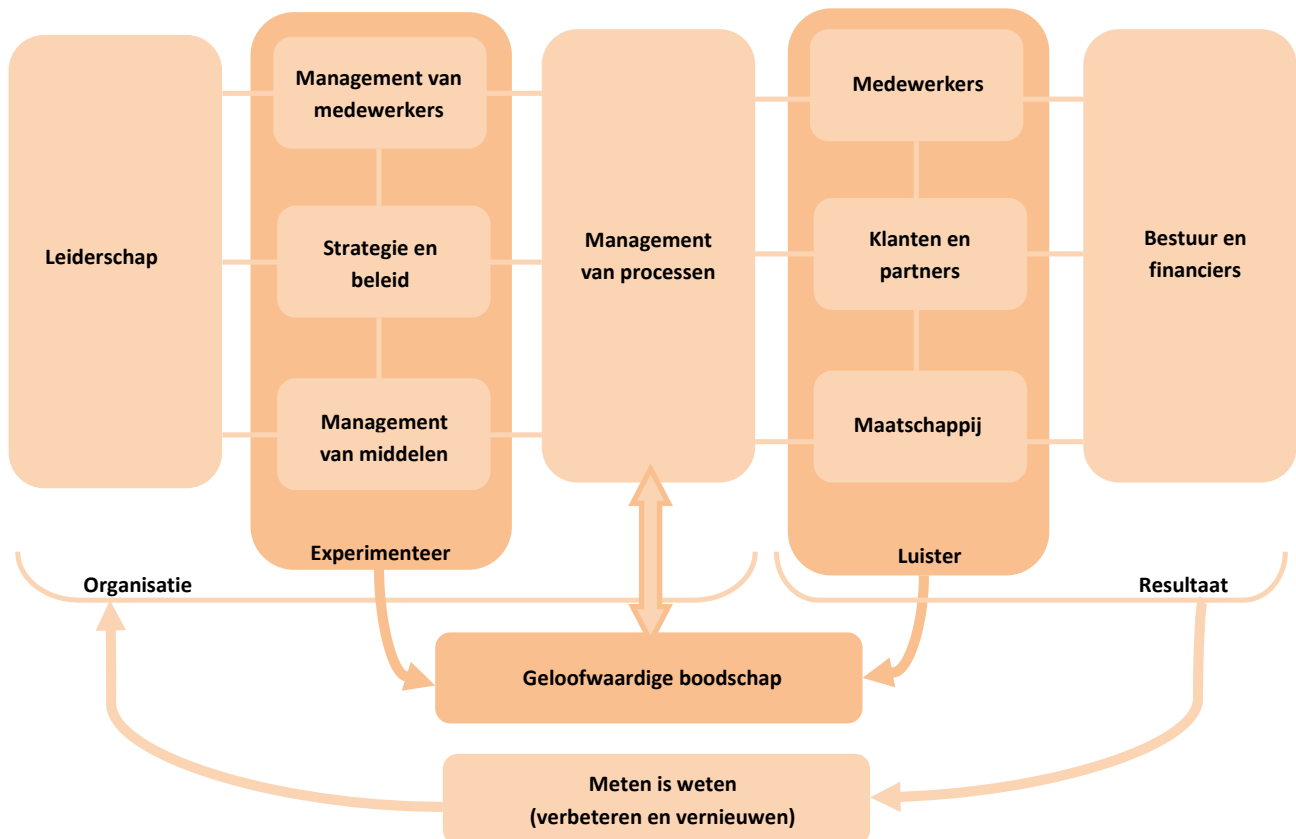 Leiderschap
Management van
medewerkers
Strategie en
beleid
Management
van middelen
Experimenteer
Management
van processen
Medewerkers
Klanten en
partners
Maatschappij
Luister
Bestuur en
financiers
Organisatie
Resultaat
Geloofwaardige boodschap
Meten is weten
(verbeteren en vernieuwen)